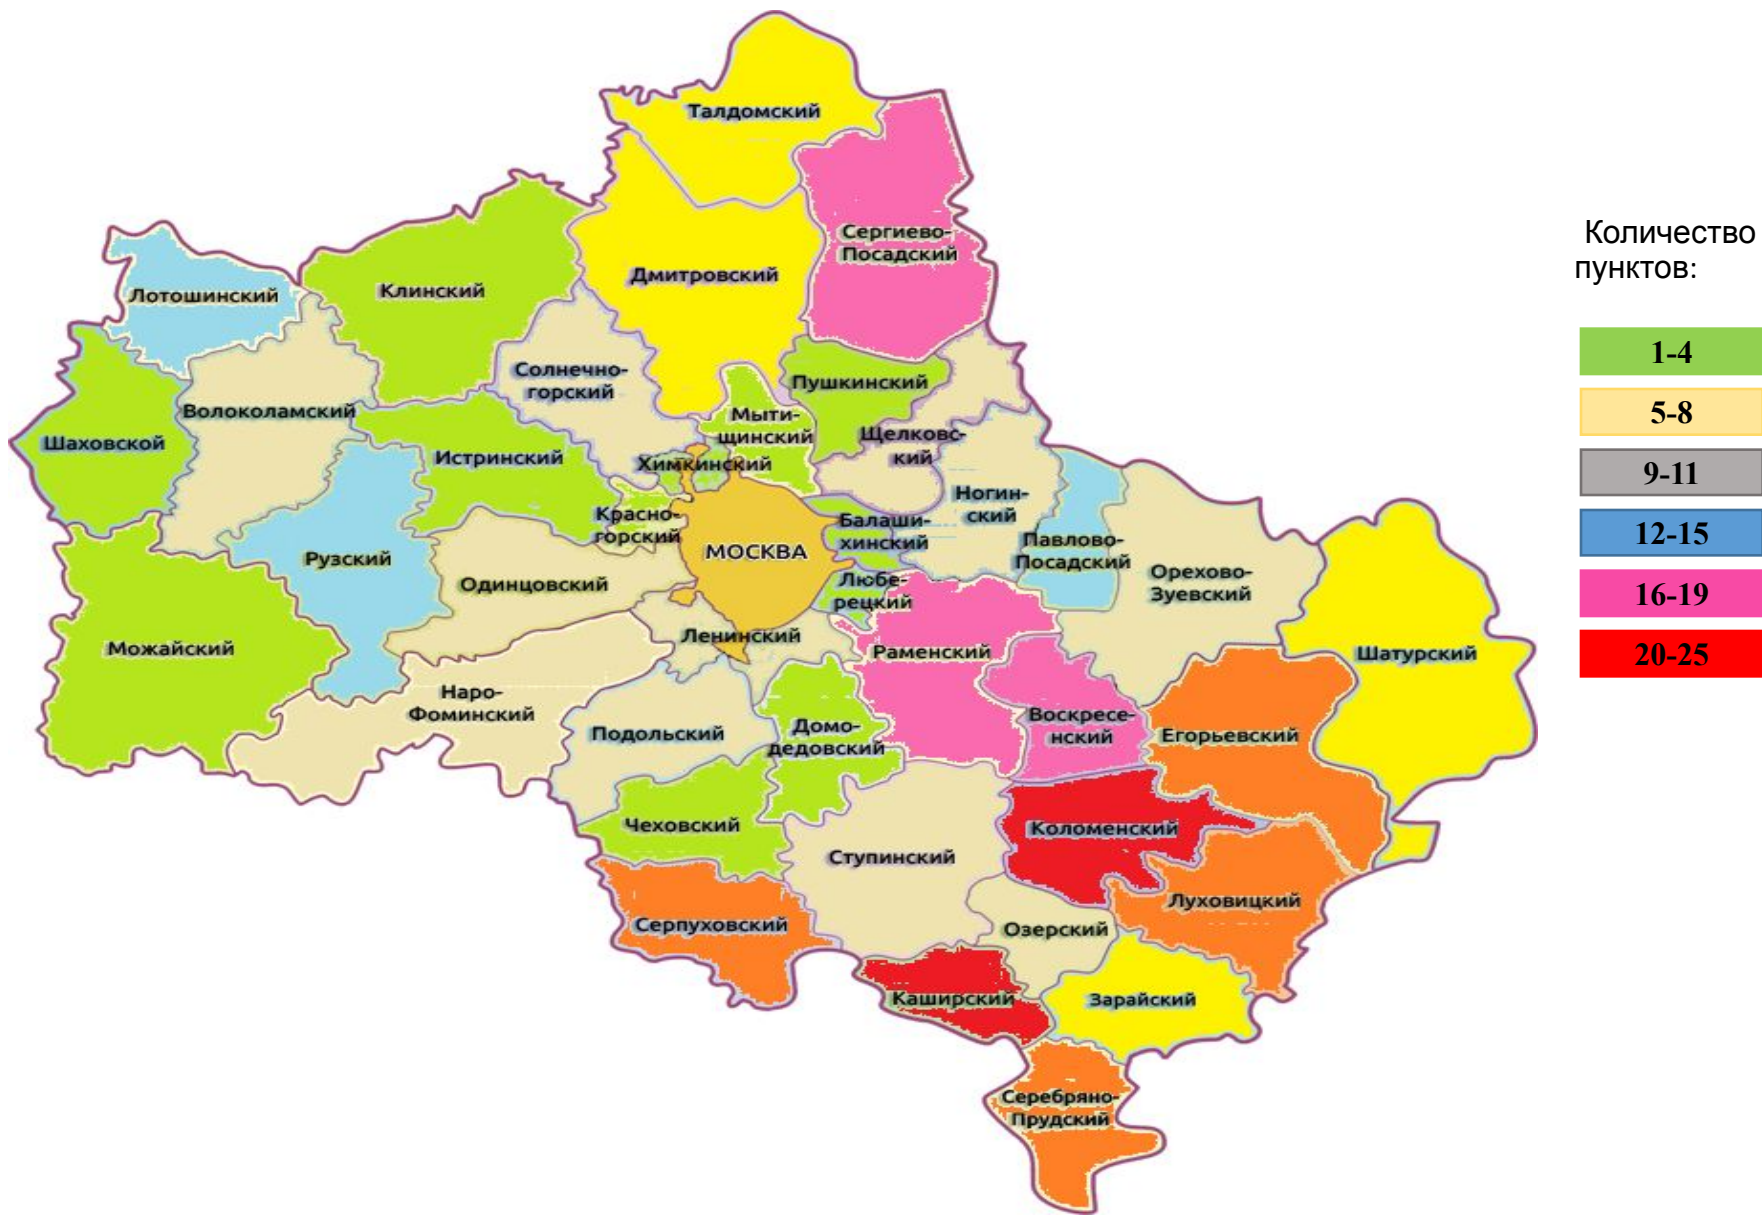 Талдомский
Сергиево-
Посадский
Дмитровский
Клинский
Лотошинский
Солнечно-
горский
Пушкинский
Волоколамский
Мыти-
щинский
Шаховской
Щелковс-
кий
Истринский
Химкинский
Ногин-
ский
Красно-
горский
Балаши-
хинский
МОСКВА
Павлово-
Посадский
Рузский
Одинцовский
Любе-
рецкий
Орехово-
Зуевский
Ленинский
Можайский
Раменский
Шатурский
Наро-
Фоминский
Воскресе-
нский
Подольский
Домо-
дедовский
Егорьевский
Чеховский
Коломенский
Ступинский
Луховицкий
Серпуховский
Озерский
Каширский
Зарайский
Серебряно-
Прудский
Количество
пунктов:
1-4
5-8
9-11
12-15
16-19
20-25